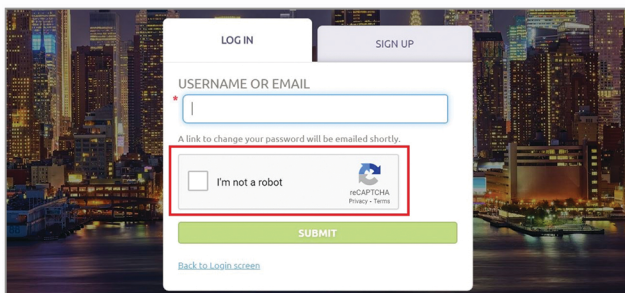 LOG IN
SIGN UP
USERNAME OR EMAIL
*
A link to change your password will be emailed shortly.
I'm not a robot
reCAPTCHA
Privacy - Terms
SUBMIT
Back to Login screen